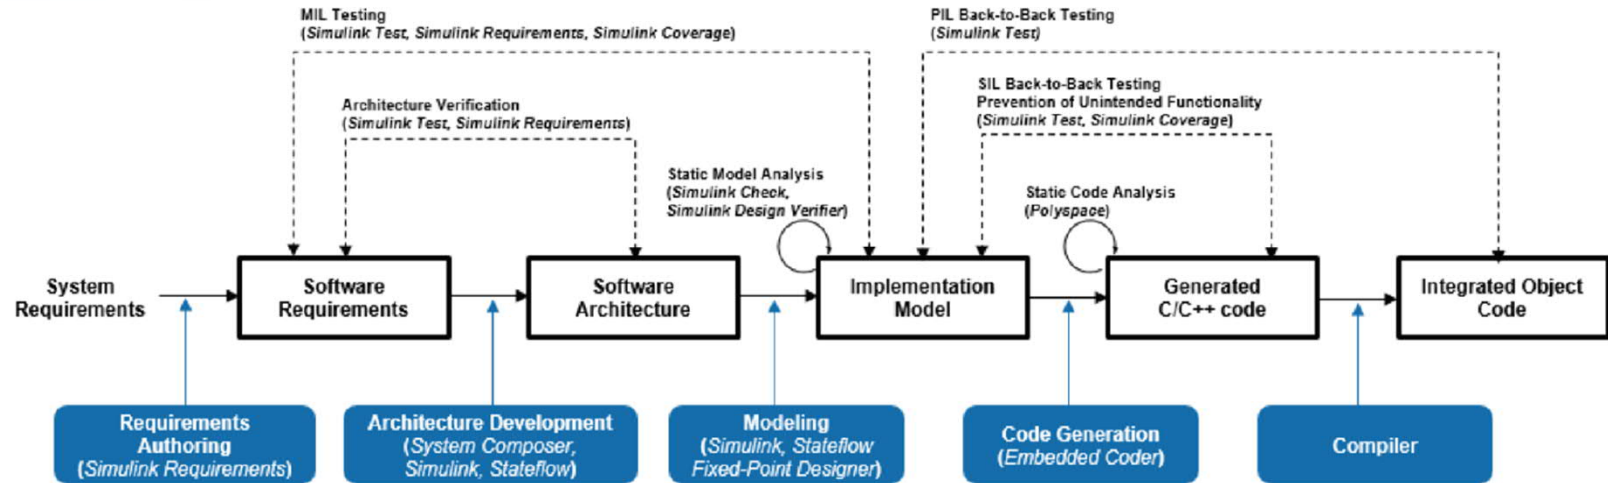 MIL Testing
(Simulink Test, Simulink Requirements, Simulink Coverage)
PIL Back-to-Back Testing
(Simulink Test)
Architecture Verification
(Simulink Test, Simulink Requirements)
SIL Back-to-Back Testing
Prevention of Unintended Functionality
(Simulink Test, Simulink Coverage)
Static Model Analysis
(Simulink Check,
Simulink Design Verifier)
Static Code Analysis
(Polyspace)
System
Requirements
Software
Requirements
Software
Architecture
Implementation
Model
Generated
C/C++ code
Integrated Object
Code
Requirements
Authoring
(Simulink Requirements)
Architecture Development
(System Composer,
Simulink, Stateflow)
Modeling
(Simulink, Stateflow
Fixed-Point Designer)
Code Generation
(Embedded Coder)
Compiler